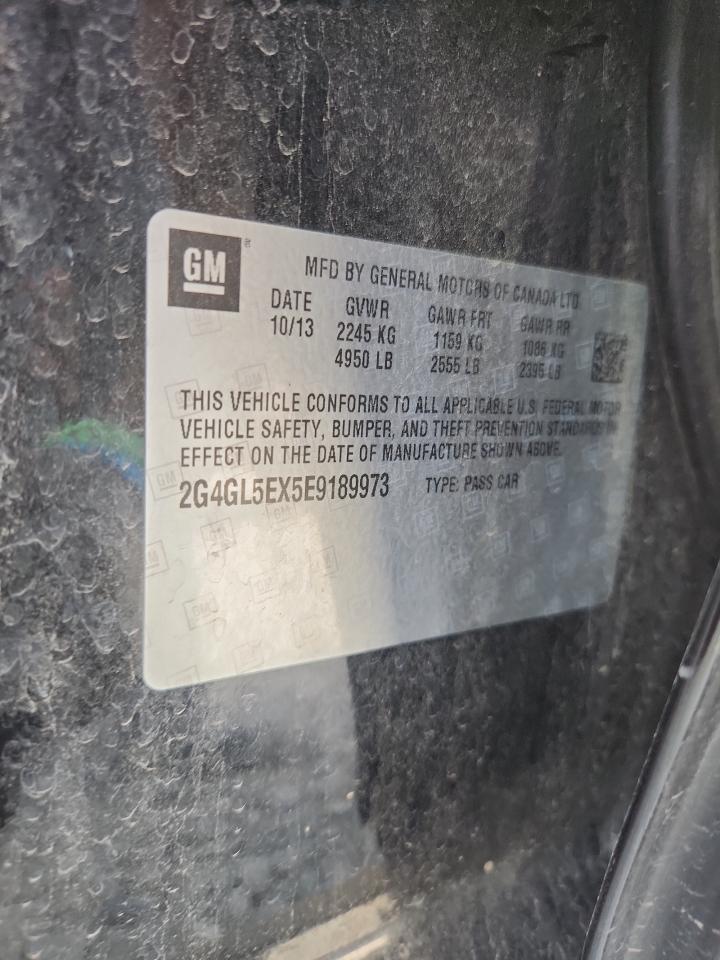 GM ®
MFD BY GENERAL MOTORS OF CANADA LTD.
DATE GVWR GAWR FRT GAWR RR
10/13 2245 KG 1159 KG 1086 KG
4950 LB 2555 LB 2395 LB
THIS VEHICLE CONFORMS TO ALL APPLICABLE U.S. FEDERAL MOTOR
VEHICLE SAFETY, BUMPER, AND THEFT PREVENTION STANDARDS IN
EFFECT ON THE DATE OF MANUFACTURE SHOWN ABOVE.
2G4GL5EX5E9189973 TYPE: PASS CAR